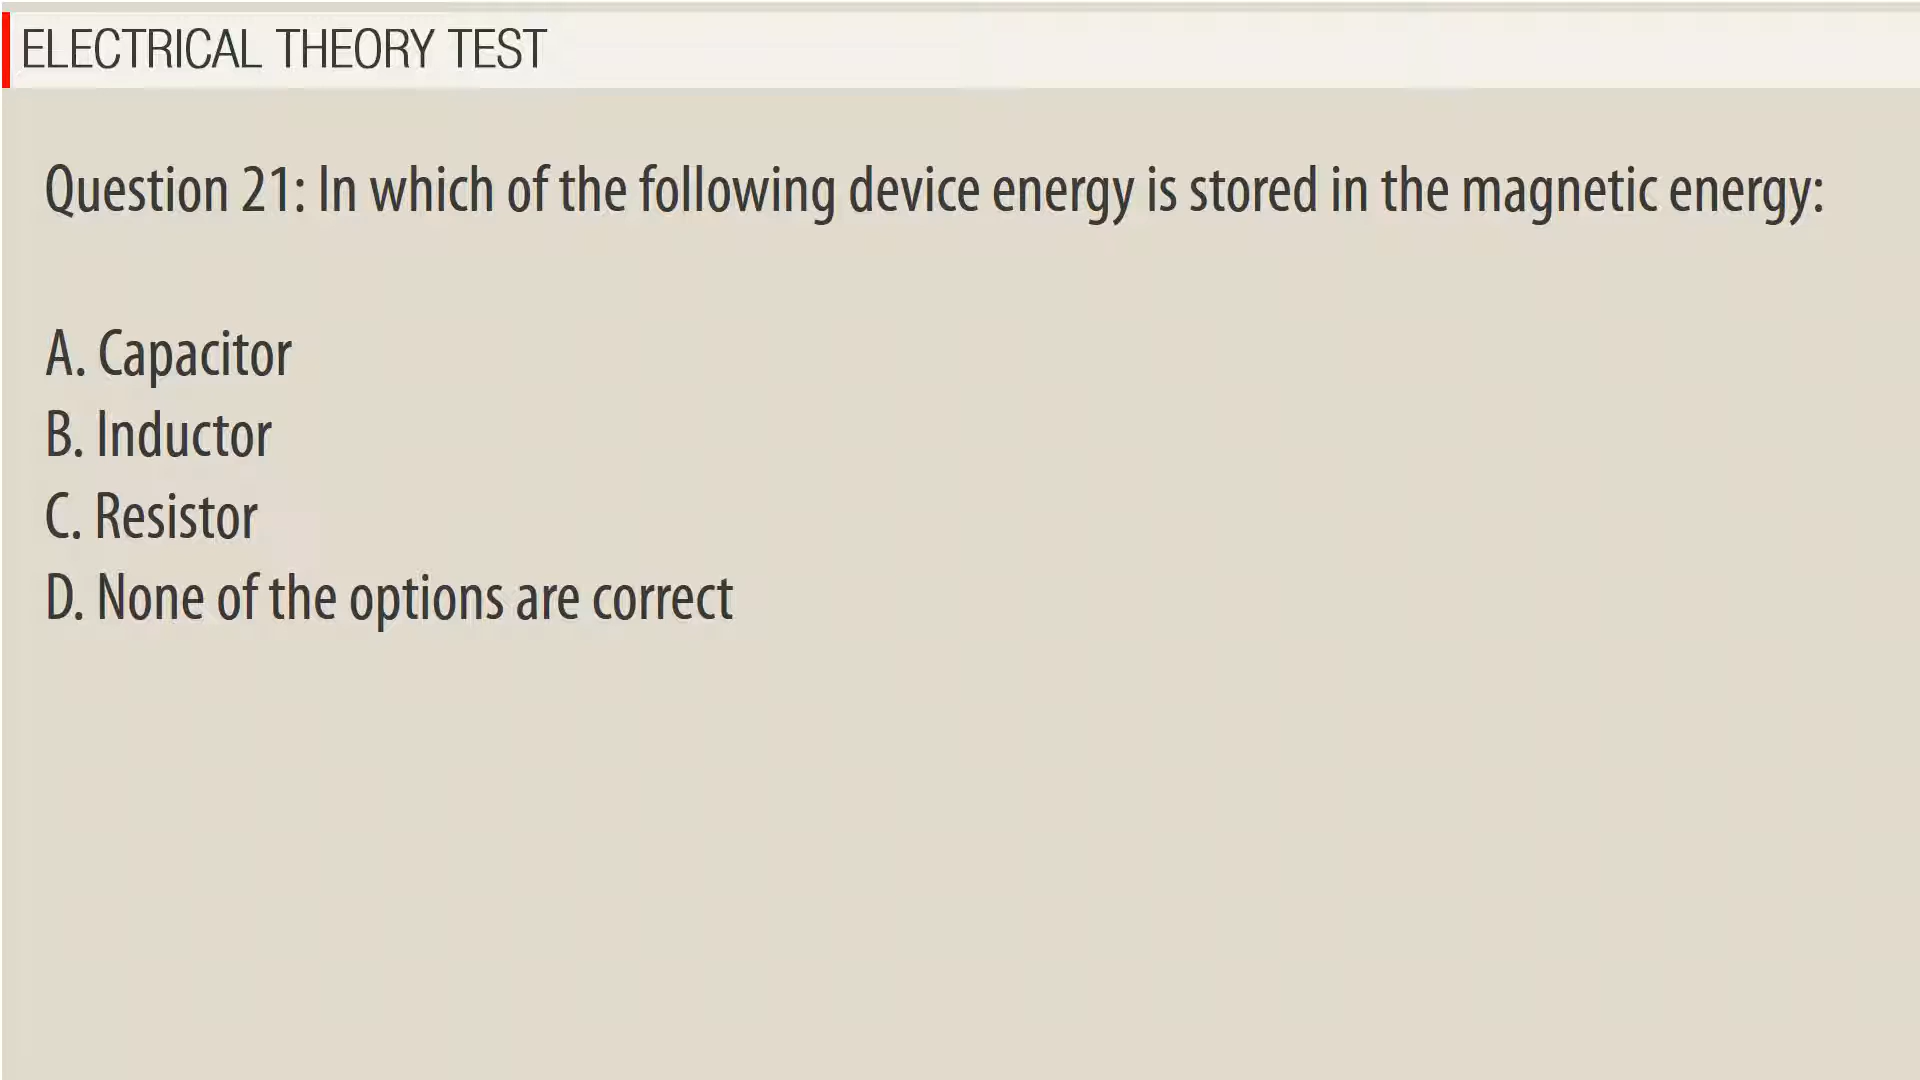 ELECTRICAL THEORY TEST
Question 21: In which of the following device energy is stored in the magnetic energy:
A. Capacitor
B. Inductor
C. Resistor
D. None of the options are correct